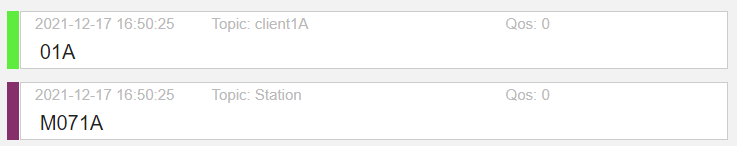 2021-12-17 16:50:25 Topic: client1A Qos: 0
01A
2021-12-17 16:50:25 Topic: Station Qos: 0
M071A